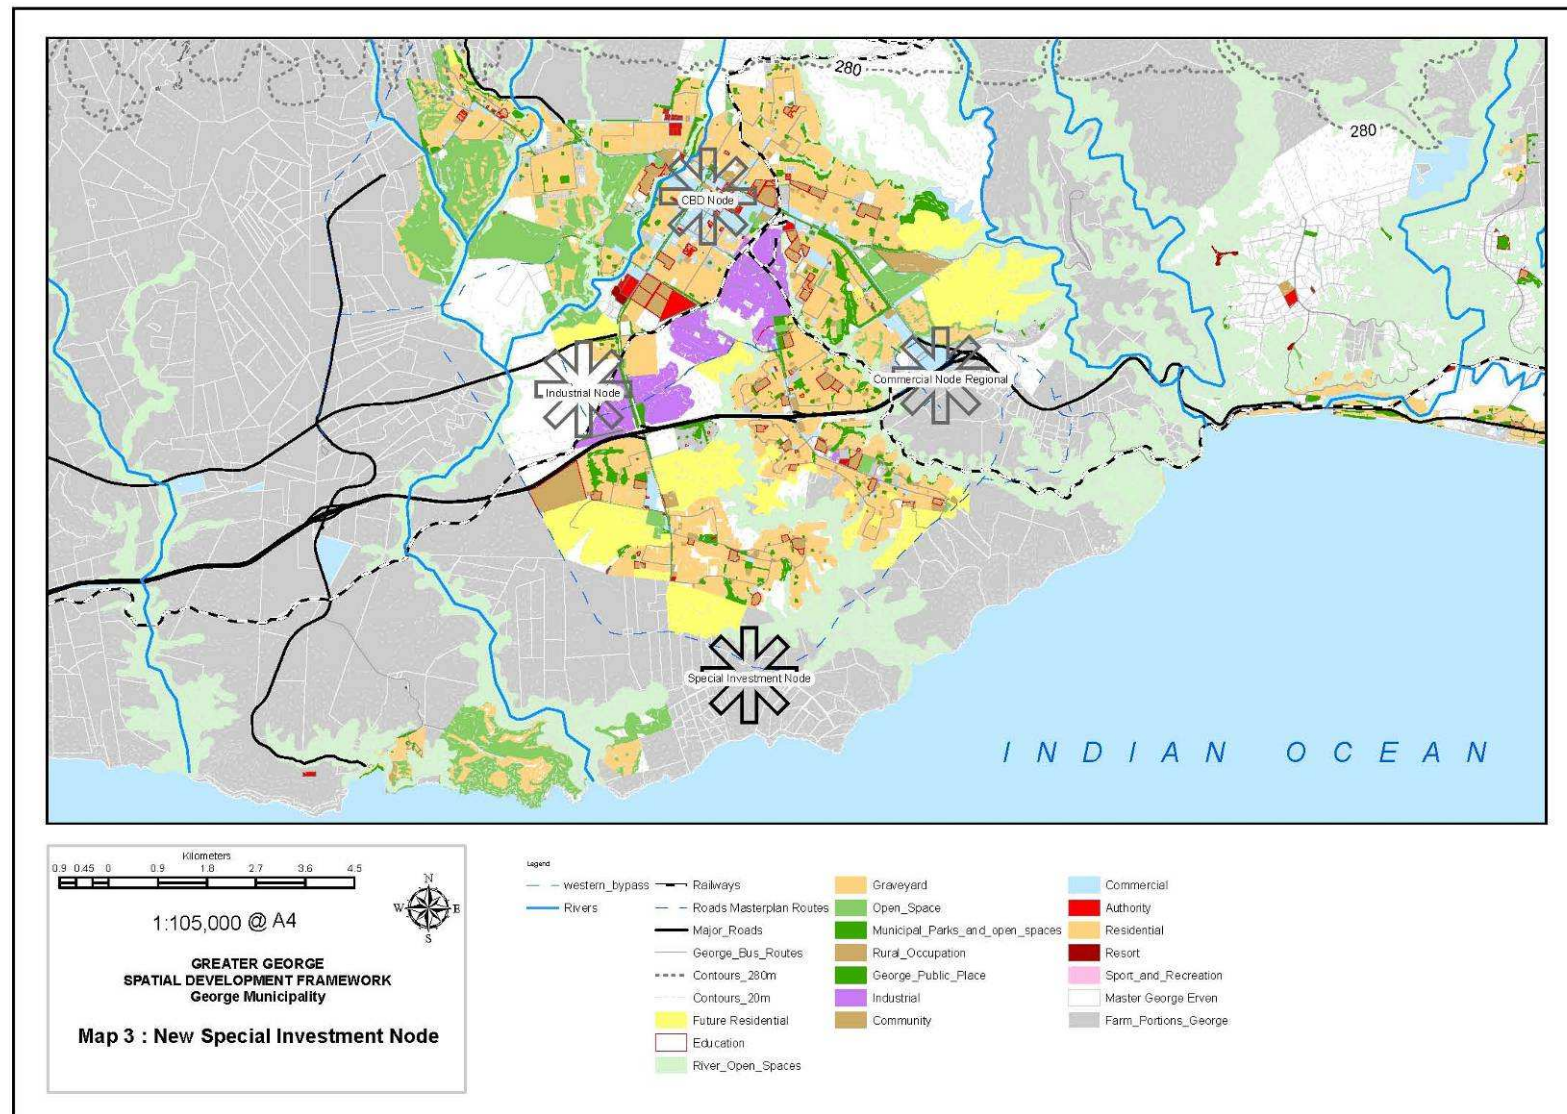 280
280
CBD Node
Industrial Node
Commercial Node Regional
Special Investment Node
INDIAN OCEAN
Kilometers
0.9 0.45 0 0.9 1.8 2.7 3.6 4.5
1:105,000 @ A4
N
W E
S
GREATER GEORGE
SPATIAL DEVELOPMENT FRAMEWORK
George Municipality
Map 3 : New Special Investment Node
Legend
western_bypass
Rivers
Railways
Roads Masterplan Routes
Major_Roads
George_Bus_Routes
Contours_280m
Contours_20m
Future Residential
Education
River_Open_Spaces
Graveyard
Open_Space
Municipal_Parks_and_open_spaces
Rural_Occupation
George_Public_Place
Industrial
Community
Commercial
Authority
Residential
Resort
Sport_and_Recreation
Master George Erven
Farm_Portions_George